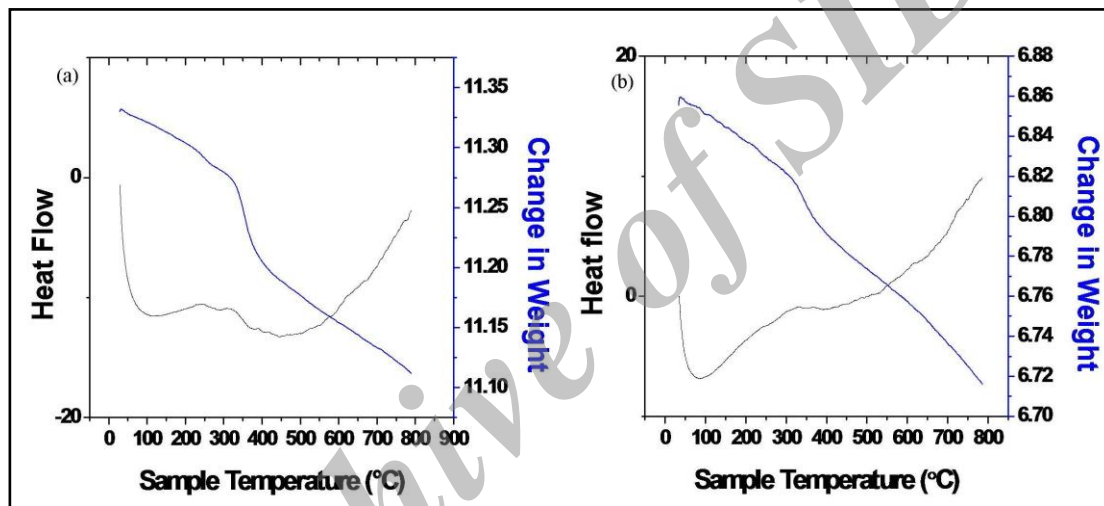 (a)
0
-20
Heat Flow
11.35
11.30
11.25
11.20
11.15
11.10
Change in Weight
0 100 200 300 400 500 600 700 800 900
Sample Temperature (°C)
(b)
20
0
Heat flow
6.88
6.86
6.84
6.82
6.80
6.78
6.76
6.74
6.72
6.70
Change in Weight
0 100 200 300 400 500 600 700 800
Sample Temperature (°C)
hive of SI